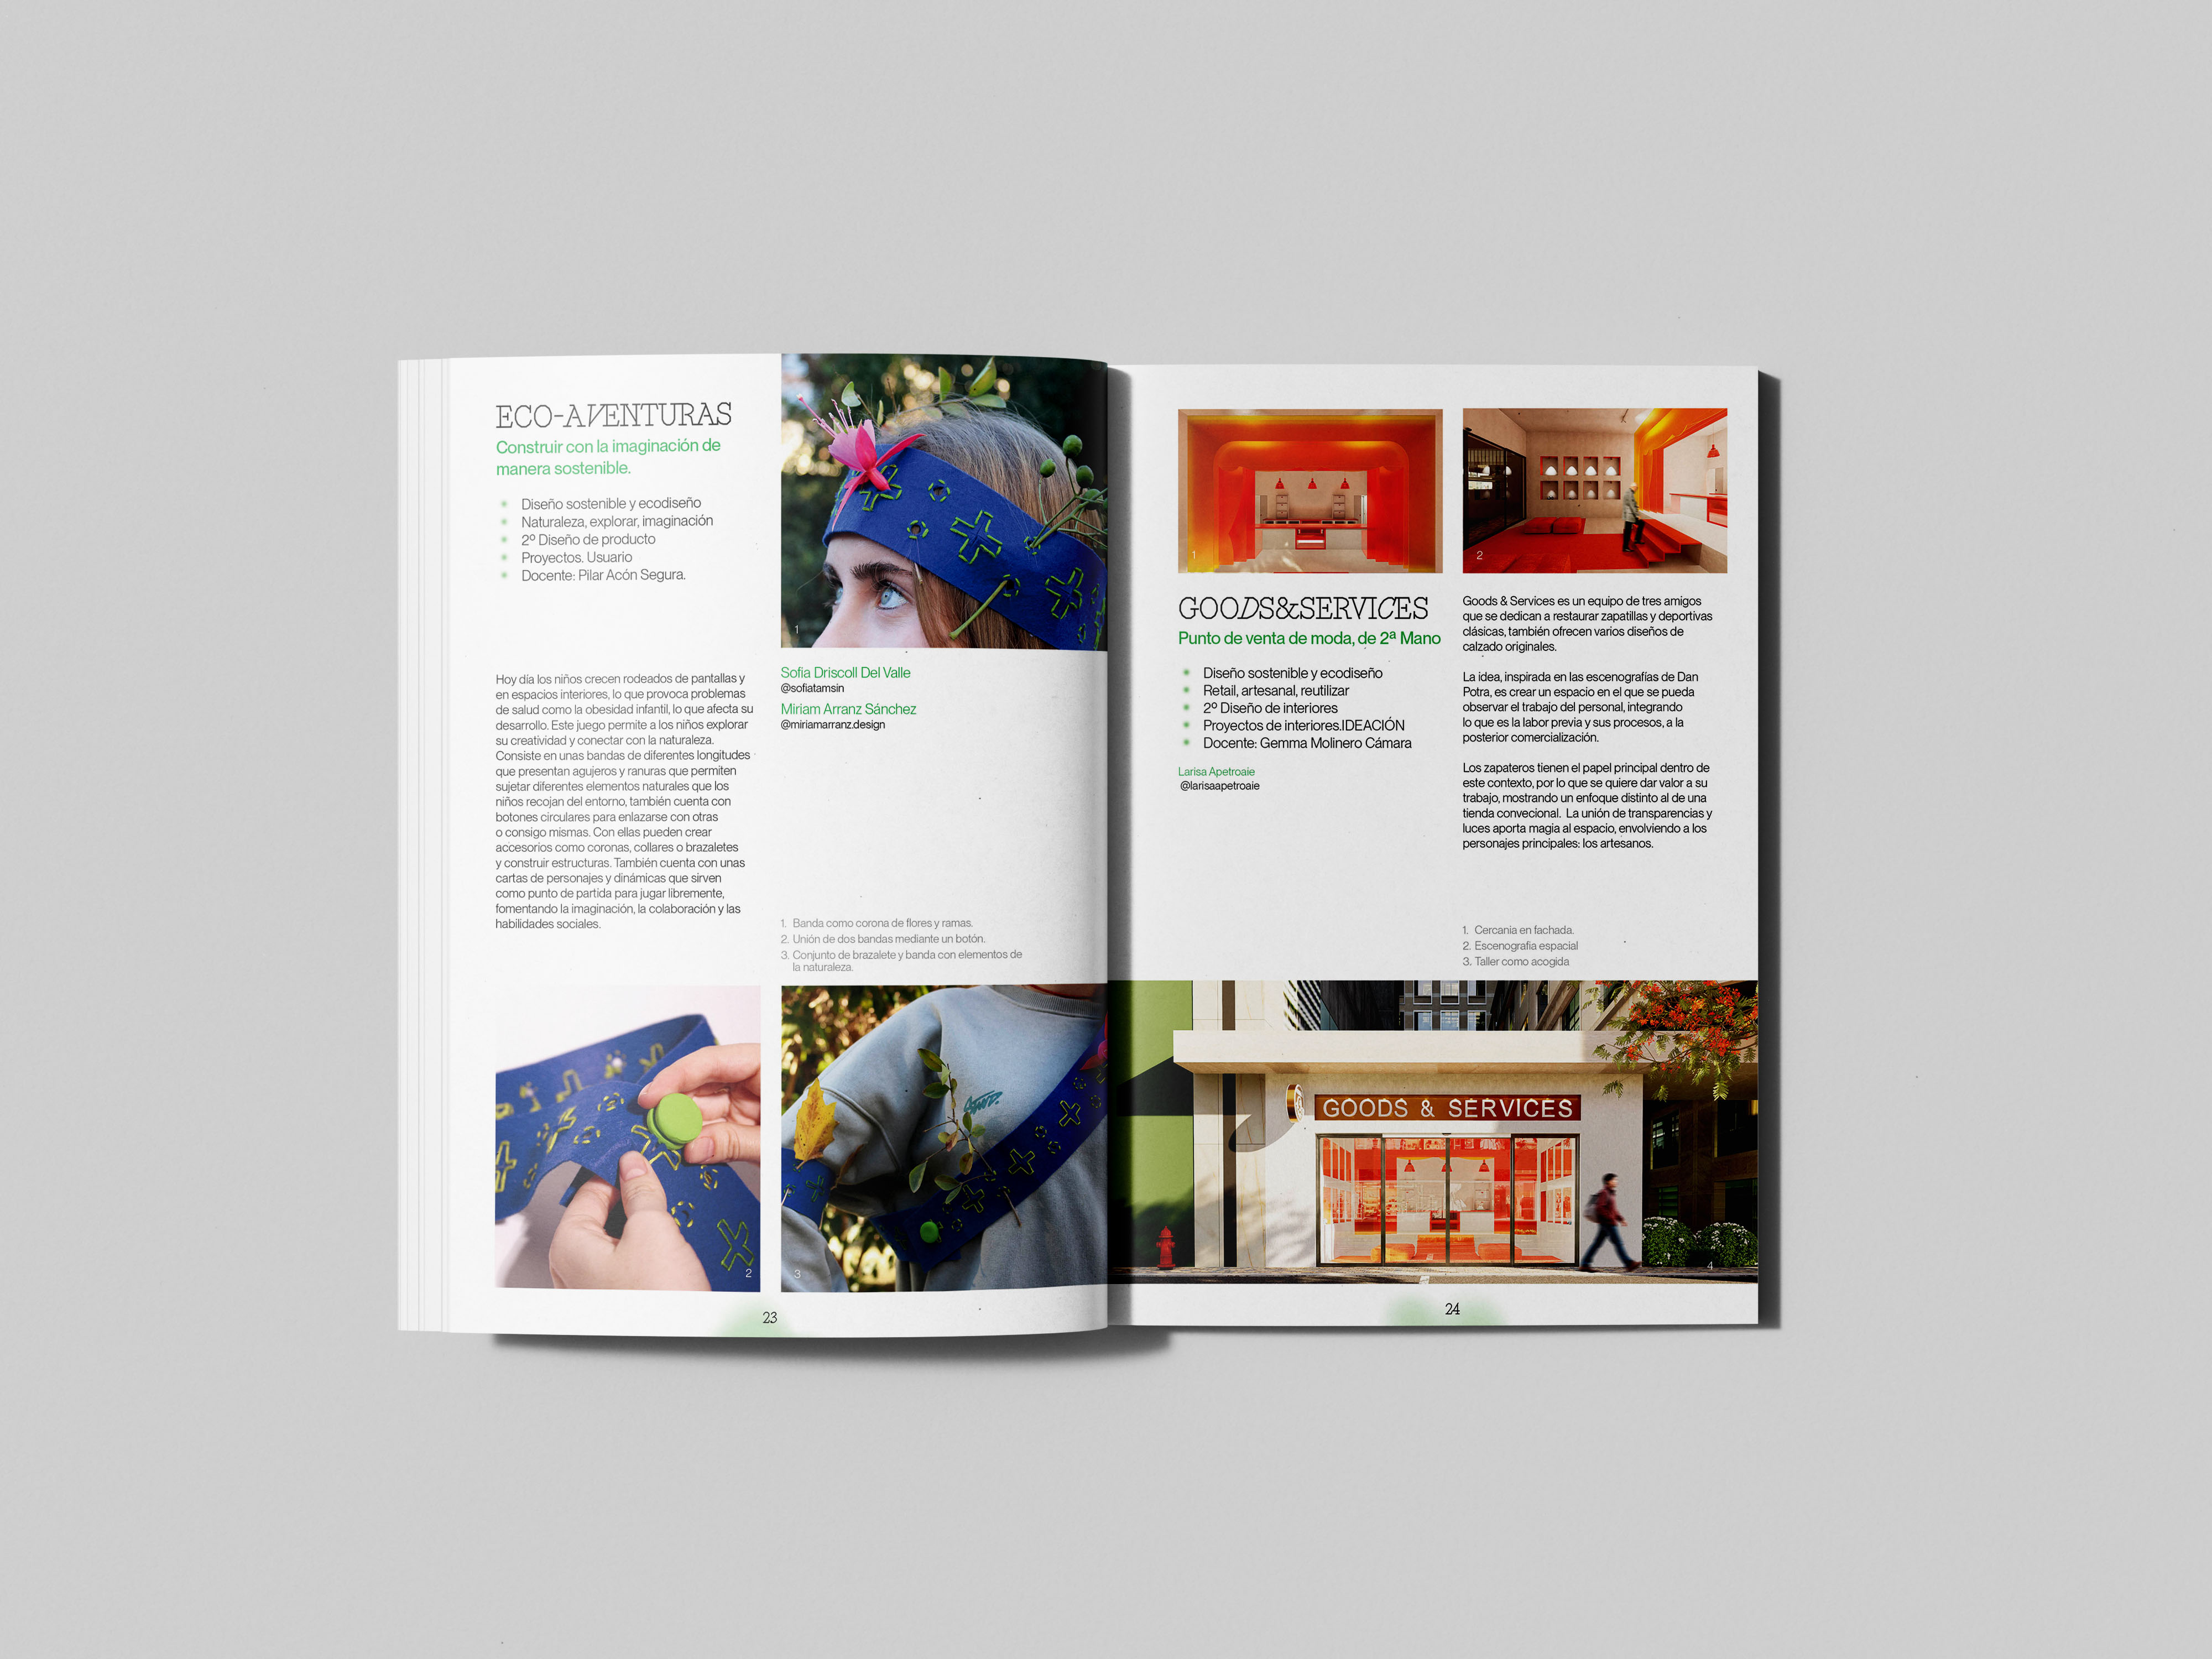 ECO-AVENTURAS
Construir con la imaginación de
manera sostenible.
Diseño sostenible y ecodiseño
Naturaleza, explorar, imaginación
2º Diseño de producto
Proyectos. Usuario
Docente: Pilar Acón Segura.
Hoy día los niños crecen rodeados de pantallas y
en espacios interiores, lo que provoca problemas
de salud como la obesidad infantil, lo que afecta su
desarrollo. Este juego permite a los niños explorar
su creatividad y conectar con la naturaleza.
Consiste en unas bandas de diferentes longitudes
que presentan agujeros y ranuras que permiten
sujetar diferentes elementos naturales que los
niños recojan del entorno, también cuenta con
botones circulares para enlazarse con otras
o consigo mismas. Con ellas pueden crear
accesorios como coronas, collares o brazaletes
y construir estructuras. También cuenta con unas
cartas de personajes y dinámicas que sirven
como punto de partida para jugar libremente,
fomentando la imaginación, la colaboración y las
habilidades sociales.
1
Sofia Driscoll Del Valle
@sofiatamsin
Miriam Arranz Sánchez
@miriamarranz.design
1. Banda como corona de flores y ramas.
2. Unión de dos bandas mediante un botón.
3. Conjunto de brazalete y banda con elementos de
la naturaleza.
2
3
23
1
2
GOODS&SERVICES
Punto de venta de moda, de 2ª Mano
Diseño sostenible y ecodiseño
Retail, artesanal, reutilizar
2º Diseño de interiores
Proyectos de interiores.IDEACIÓN
Docente: Gemma Molinero Cámara
Larisa Apetroaie
@larisaapetroaie
Goods & Services es un equipo de tres amigos
que se dedican a restaurar zapatillas y deportivas
clásicas, también ofrecen varios diseños de
calzado originales.
La idea, inspirada en las escenografías de Dan
Potra, es crear un espacio en el que se pueda
observar el trabajo del personal, integrando
lo que es la labor previa y sus procesos, a la
posterior comercialización.
Los zapateros tienen el papel principal dentro de
este contexto, por lo que se quiere dar valor a su
trabajo, mostrando un enfoque distinto al de una
tienda convecional. La unión de transparencias y
luces aporta magia al espacio, envolviendo a los
personajes principales: los artesanos.
1. Cercania en fachada.
2. Escenografia espacial
3. Taller como acogida
GOODS & SERVICES
4
24